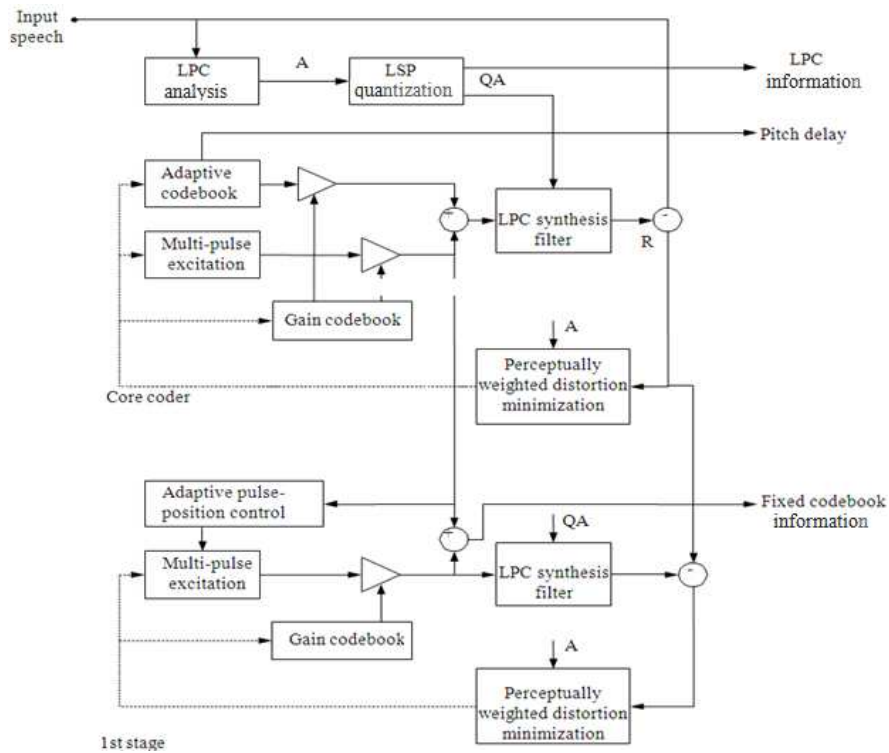 Input
speech
LPC
analysis
A
LSP
quantization
QA
LPC
information
Pitch delay
Adaptive
codebook
+
LPC synthesis
filter
R
-
Multi-pulse
excitation
Gain codebook
A
Perceptually
weighted distortion
minimization
Core coder
Adaptive pulse-
position control
+
Fixed codebook
information
QA
Multi-pulse
excitation
LPC synthesis
filter
-
Gain codebook
A
Perceptually
weighted distortion
minimization
1st stage